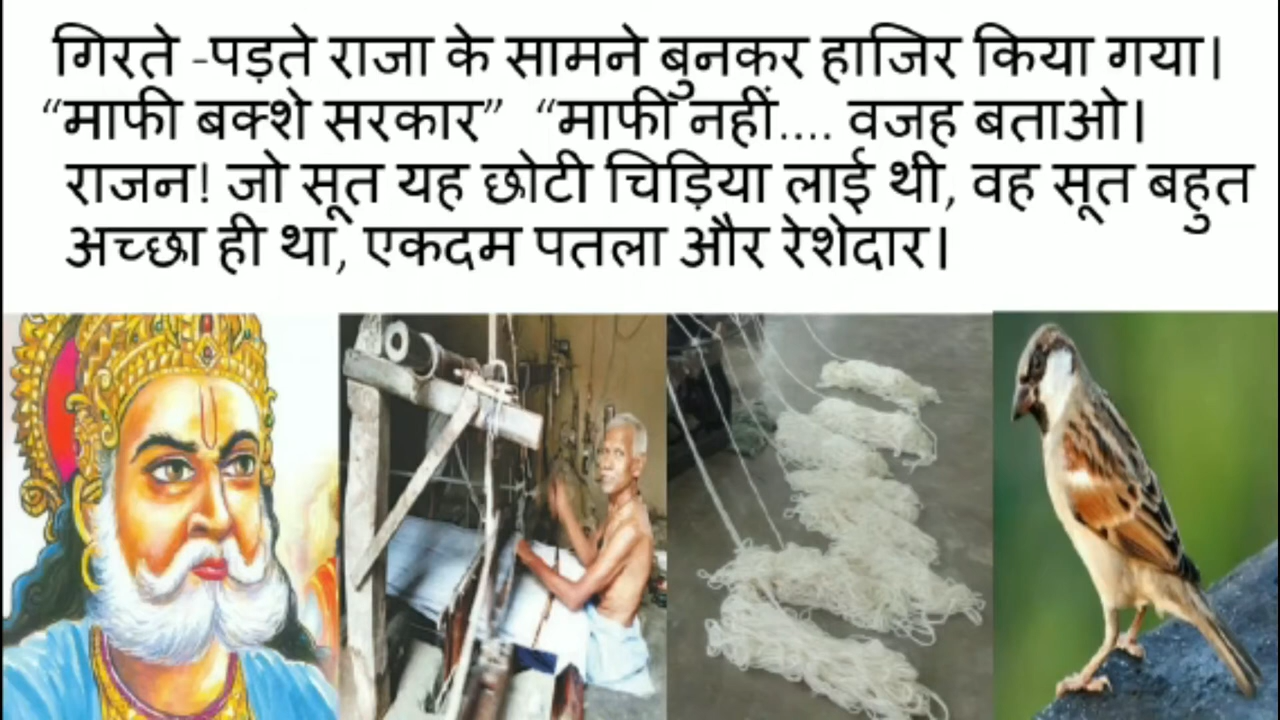 गिरते -पड़ते राजा के सामने बुनकर हाजिर किया गया।
“माफी बक्शे सरकार” “माफी नहीं.... वजह बताओ।
राजन! जो सूत यह छोटी चिड़िया लाई थी, वह सूत बहुत
अच्छा ही था, एकदम पतला और रेशेदार।